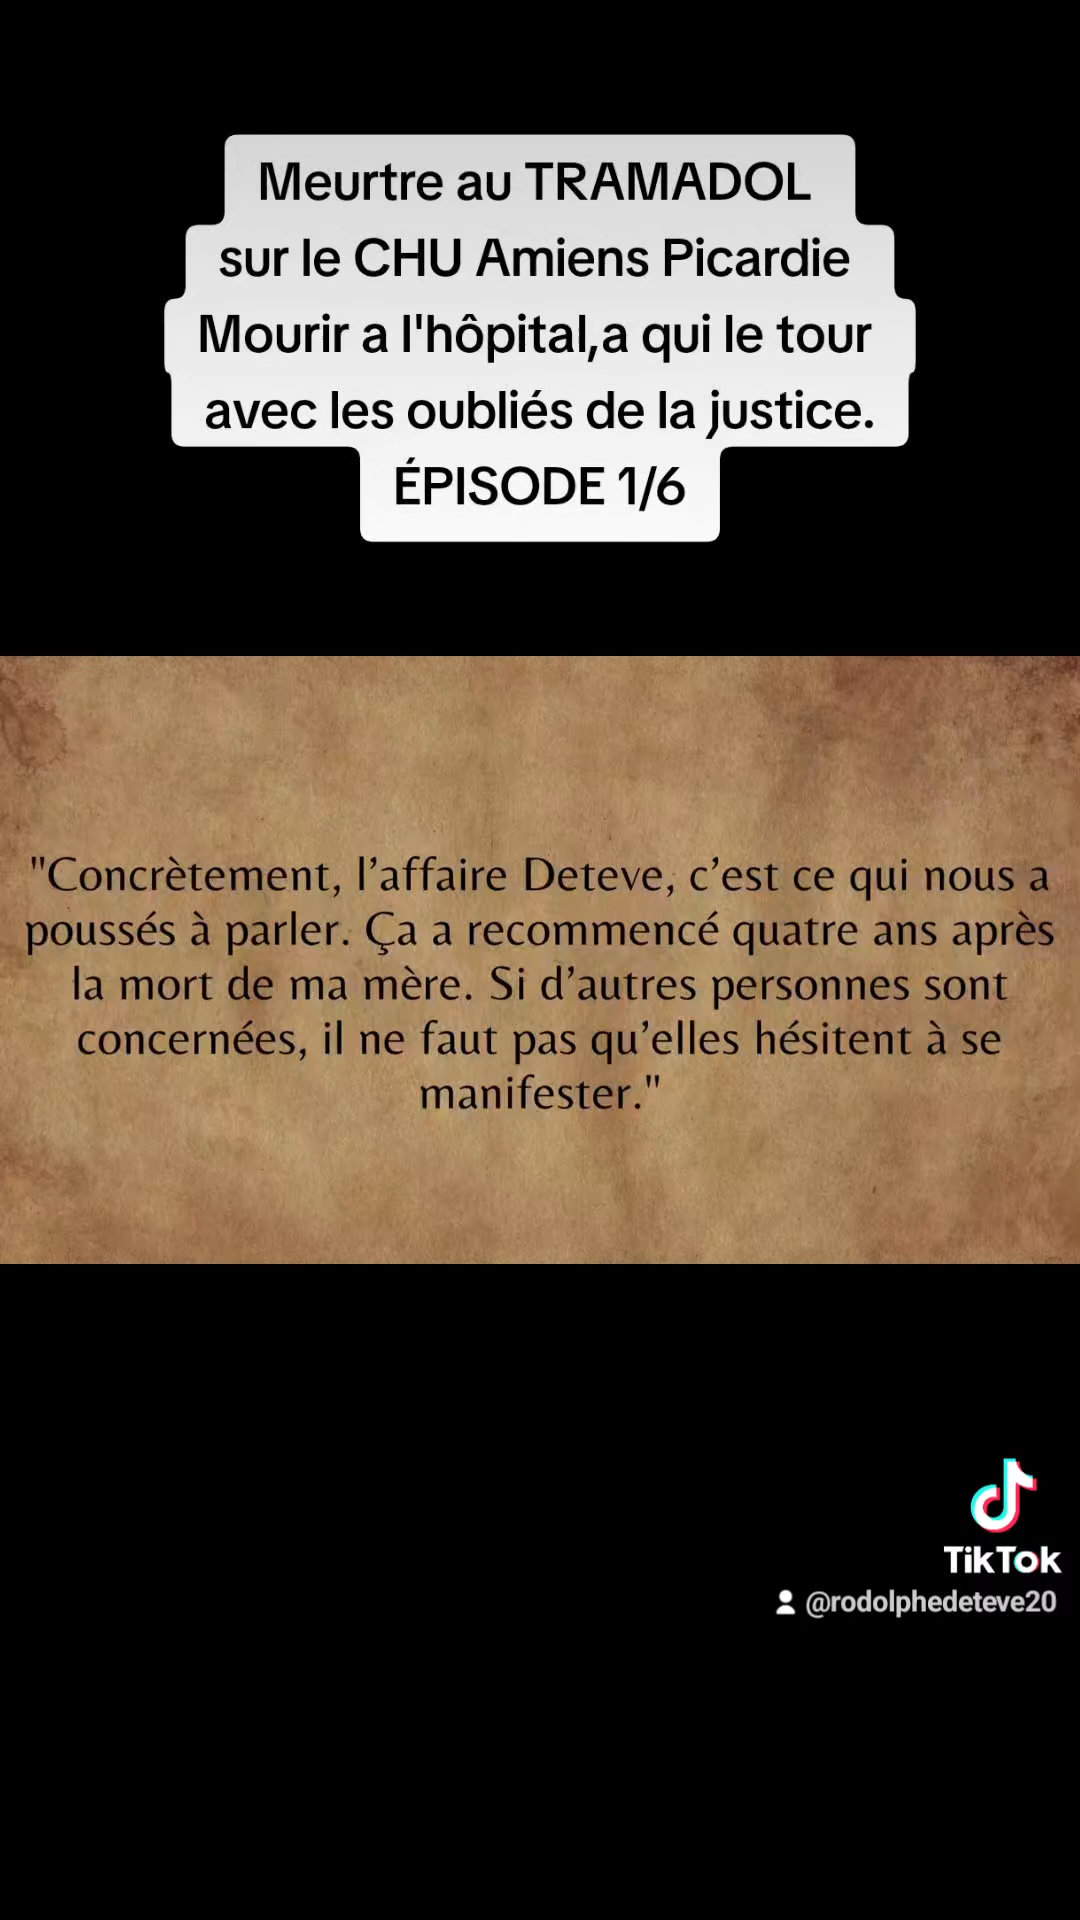 Meurtre au TRAMADOL
sur le CHU Amiens Picardie
Mourir a l'hôpital,a qui le tour
avec les oubliés de la justice.
ÉPISODE 1/6
"Concrètement, l’affaire Deteve, c’est ce qui nous a
poussés à parler. Ça a recommencé quatre ans après
la mort de ma mère. Si d’autres personnes sont
concernées, il ne faut pas qu’elles hésitent à se
manifester."
TikTok
@rodolphedeteve20